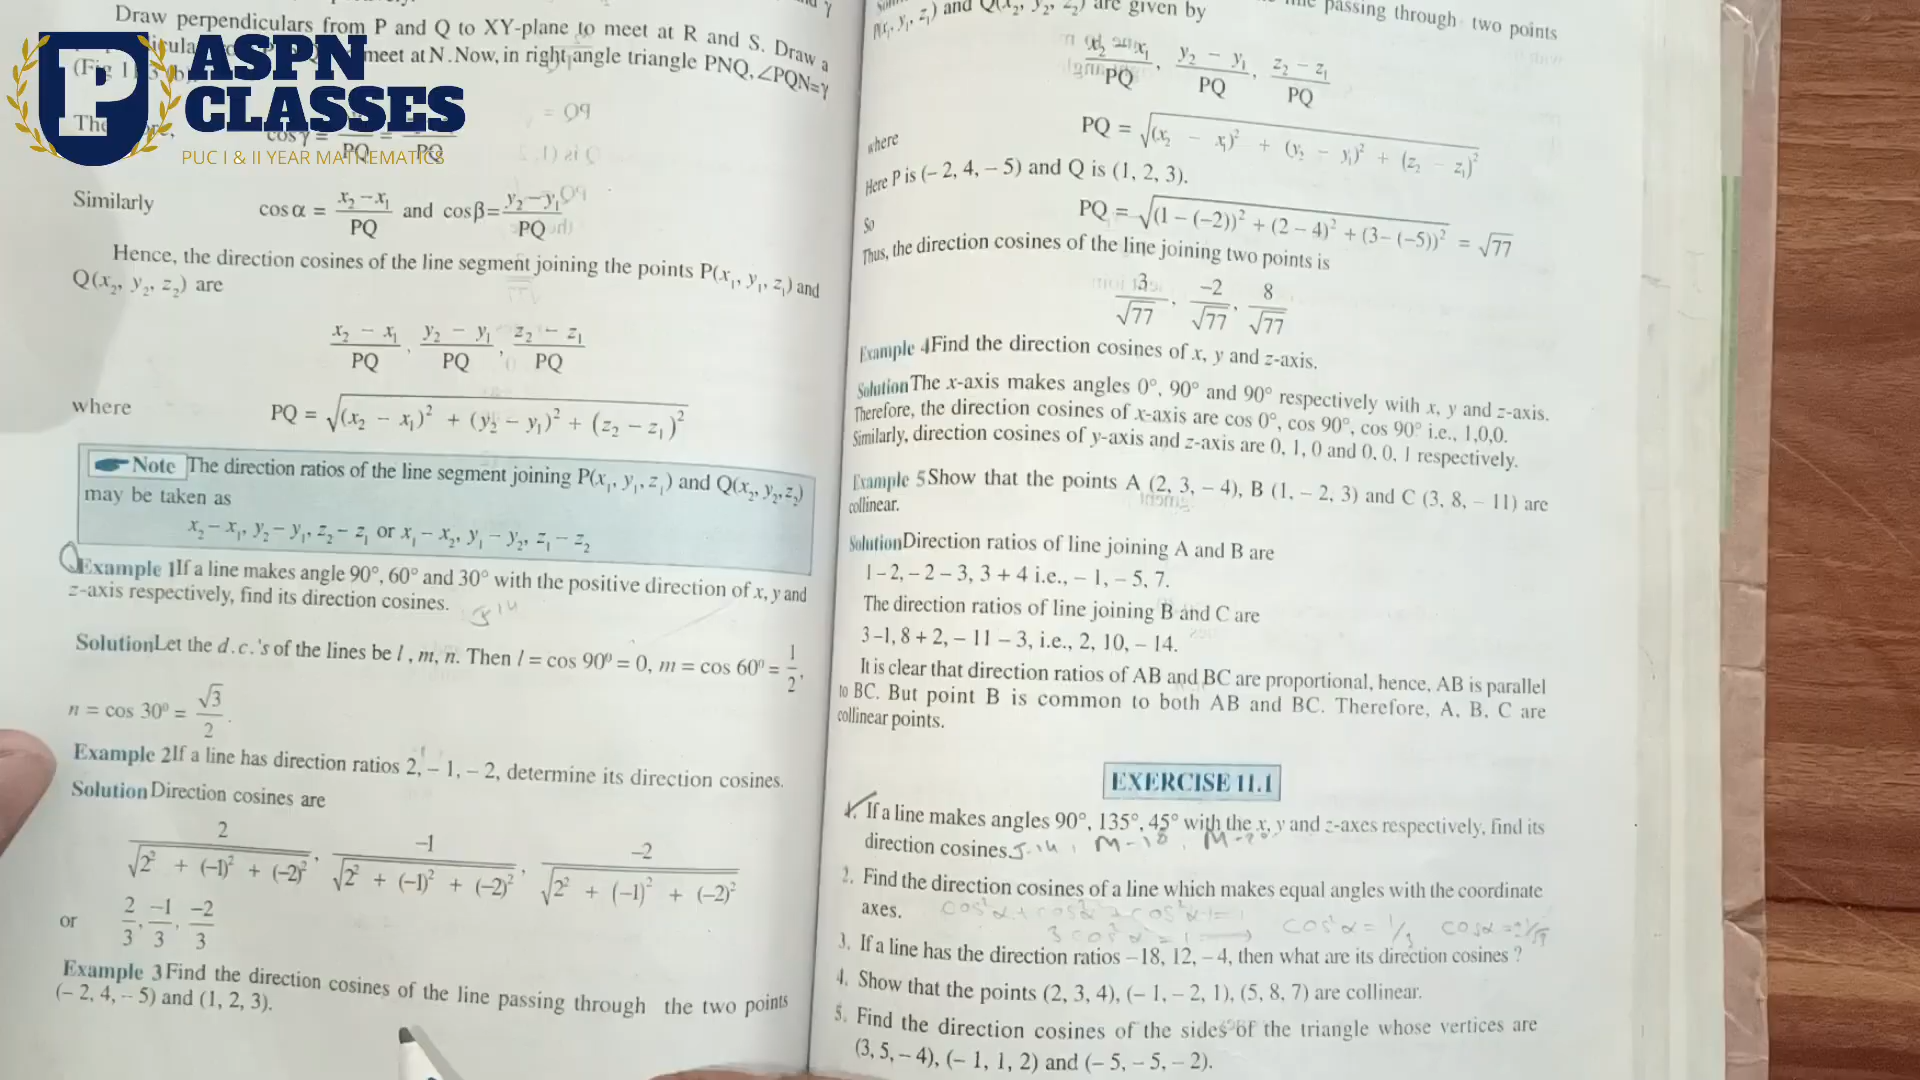 Draw perpendiculars from P and Q to XY-plane to meet at R and S. Draw a
meet at N. Now, in right angle triangle PNQ, ∠PQN=γ
ASPN
CLASSES
PUC I & II YEAR MATHEMATICS
cos γ =
PQ PQ
Similarly cos α = (x₂ − x₁)/PQ and cosβ= (y₂ − y₁)/PQ
Hence, the direction cosines of the line segment joining the points P(x₁, y₁, z₁) and
Q(x₂, y₂, z₂) are
(x₂ − x₁)/PQ, (y₂ − y₁)/PQ, (z₂ − z₁)/PQ
where PQ = √((x₂ − x₁)² + (y₂ − y₁)² + (z₂ − z₁)²)
Note The direction ratios of the line segment joining P(x₁, y₁, z₁) and Q(x₂, y₂, z₂)
may be taken as
x₂ − x₁, y₂ − y₁, z₂ − z₁ or x₁ − x₂, y₁ − y₂, z₁ − z₂
Example 1 If a line makes angle 90°, 60° and 30° with the positive direction of x, y and
z-axis respectively, find its direction cosines.
Solution Let the d.c.'s of the lines be l, m, n. Then l = cos 90° = 0, m = cos 60° = 1/2,
n = cos 30° = √3/2.
Example 2 If a line has direction ratios 2, − 1, − 2, determine its direction cosines.
Solution Direction cosines are
2/√(2² + (−1)² + (−2)²), −1/√(2² + (−1)² + (−2)²), −2/√(2² + (−1)² + (−2)²)
or 2/3, −1/3, −2/3
Example 3 Find the direction cosines of the line passing through the two points
(− 2, 4, − 5) and (1, 2, 3).
passing through two points
P(x₁, y₁, z₁) and Q(x₂, y₂, z₂) are given by
(x₂ − x₁)/PQ, (y₂ − y₁)/PQ, (z₂ − z₁)/PQ
where PQ = √((x₂ − x₁)² + (y₂ − y₁)² + (z₂ − z₁)²)
Here P is (− 2, 4, − 5) and Q is (1, 2, 3).
So PQ = √((1 − (−2))² + (2 − 4)² + (3 − (−5))²) = √77
Thus, the direction cosines of the line joining two points is
3/√77, −2/√77, 8/√77
Example 4 Find the direction cosines of x, y and z-axis.
Solution The x-axis makes angles 0°, 90° and 90° respectively with x, y and z-axis.
Therefore, the direction cosines of x-axis are cos 0°, cos 90°, cos 90° i.e., 1,0,0.
Similarly, direction cosines of y-axis and z-axis are 0, 1, 0 and 0, 0, 1 respectively.
Example 5 Show that the points A (2, 3, − 4), B (1, − 2, 3) and C (3, 8, − 11) are
collinear.
Solution Direction ratios of line joining A and B are
1 − 2, − 2 − 3, 3 + 4 i.e., − 1, − 5, 7.
The direction ratios of line joining B and C are
3 −1, 8 + 2, − 11 − 3, i.e., 2, 10, − 14.
It is clear that direction ratios of AB and BC are proportional, hence, AB is parallel
to BC. But point B is common to both AB and BC. Therefore, A, B, C are
collinear points.
EXERCISE 11.1
1. If a line makes angles 90°, 135°, 45° with the x, y and z-axes respectively, find its
direction cosines. J-14, M-18,
2. Find the direction cosines of a line which makes equal angles with the coordinate
axes.
3 cos²α = 1 → cos²α = 1/3
3. If a line has the direction ratios −18, 12, − 4, then what are its direction cosines ?
4. Show that the points (2, 3, 4), (− 1, − 2, 1), (5, 8, 7) are collinear.
5. Find the direction cosines of the sides of the triangle whose vertices are
(3, 5, − 4), (− 1, 1, 2) and (− 5, − 5, − 2).